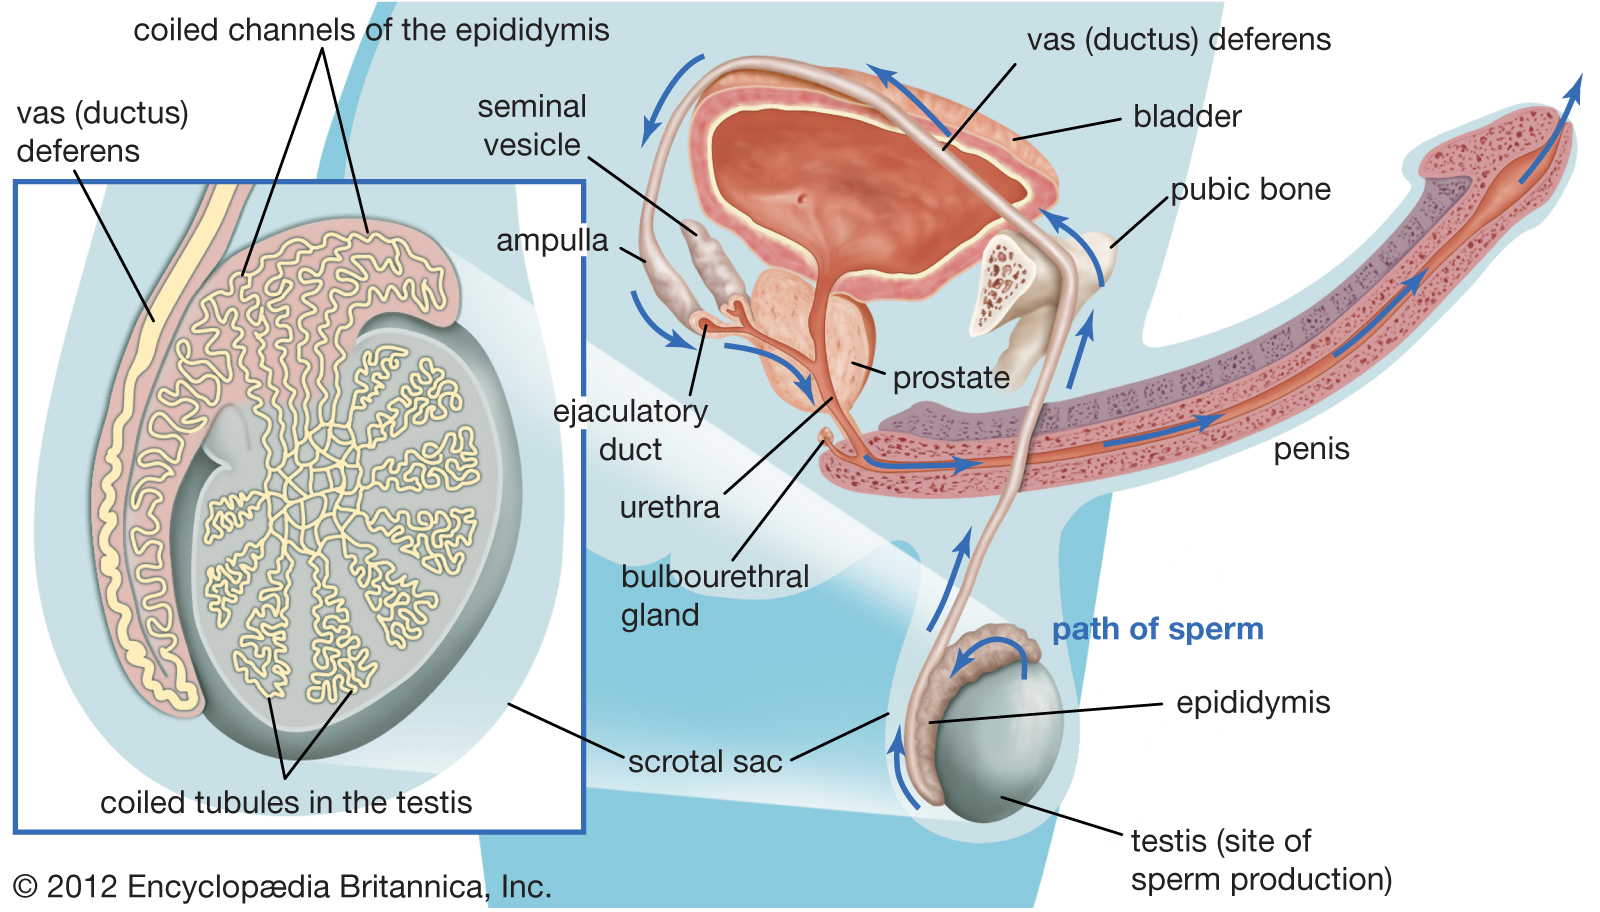 coiled channels of the epididymis
vas (ductus)
deferens
seminal
vesicle
ampulla
ejaculatory
duct
urethra
bulbourethral
gland
vas (ductus) deferens
bladder
pubic bone
prostate
penis
path of sperm
epididymis
scrotal sac
coiled tubules in the testis
testis (site of
sperm production)
© 2012 Encyclopædia Britannica, Inc.